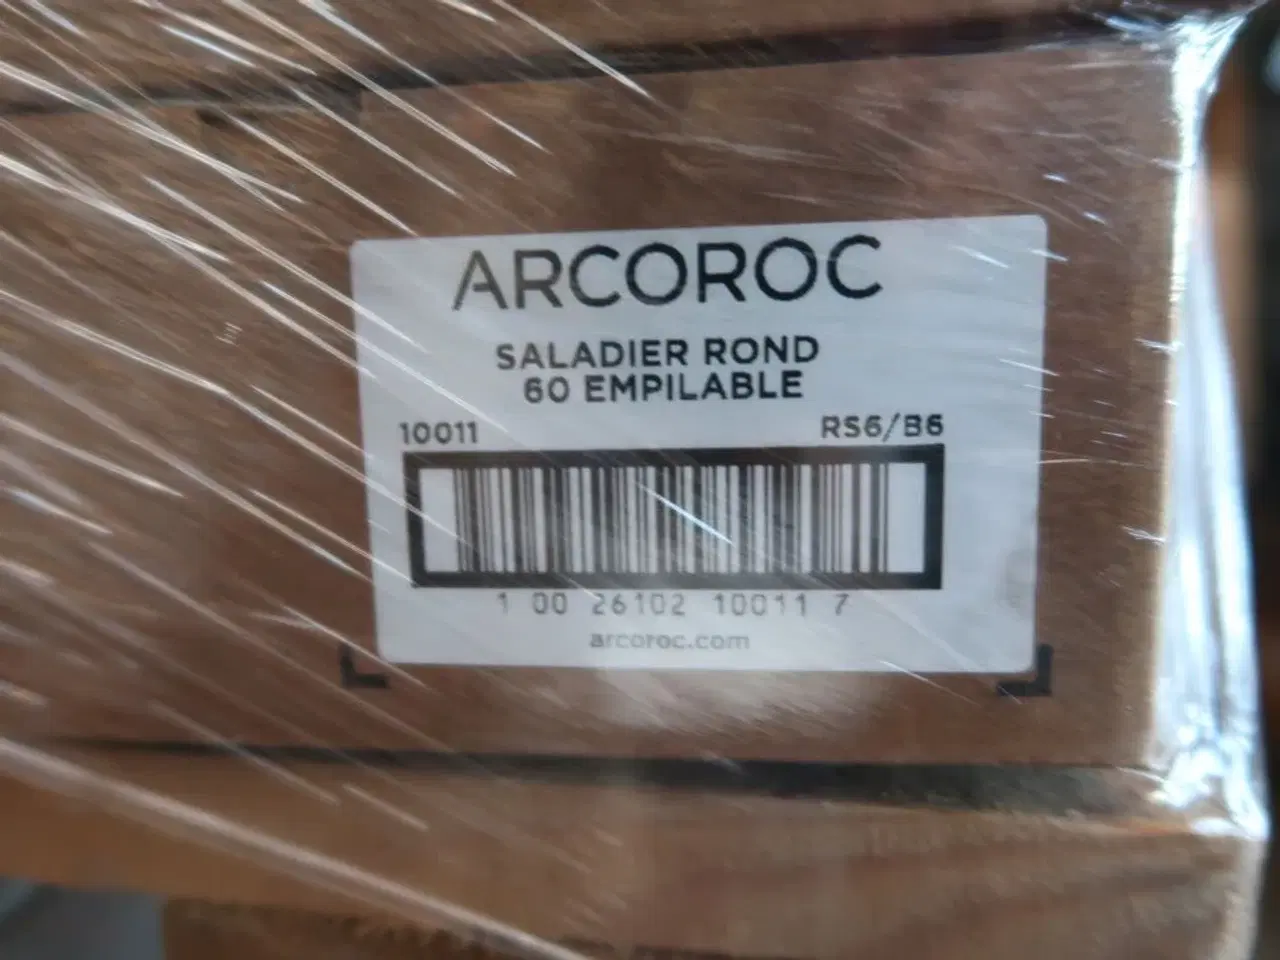 ARCOROC
SALADIER ROND
60 EMPILABLE
10011 RS6/B6
1 00 26102 10011 7
arcoroc.com